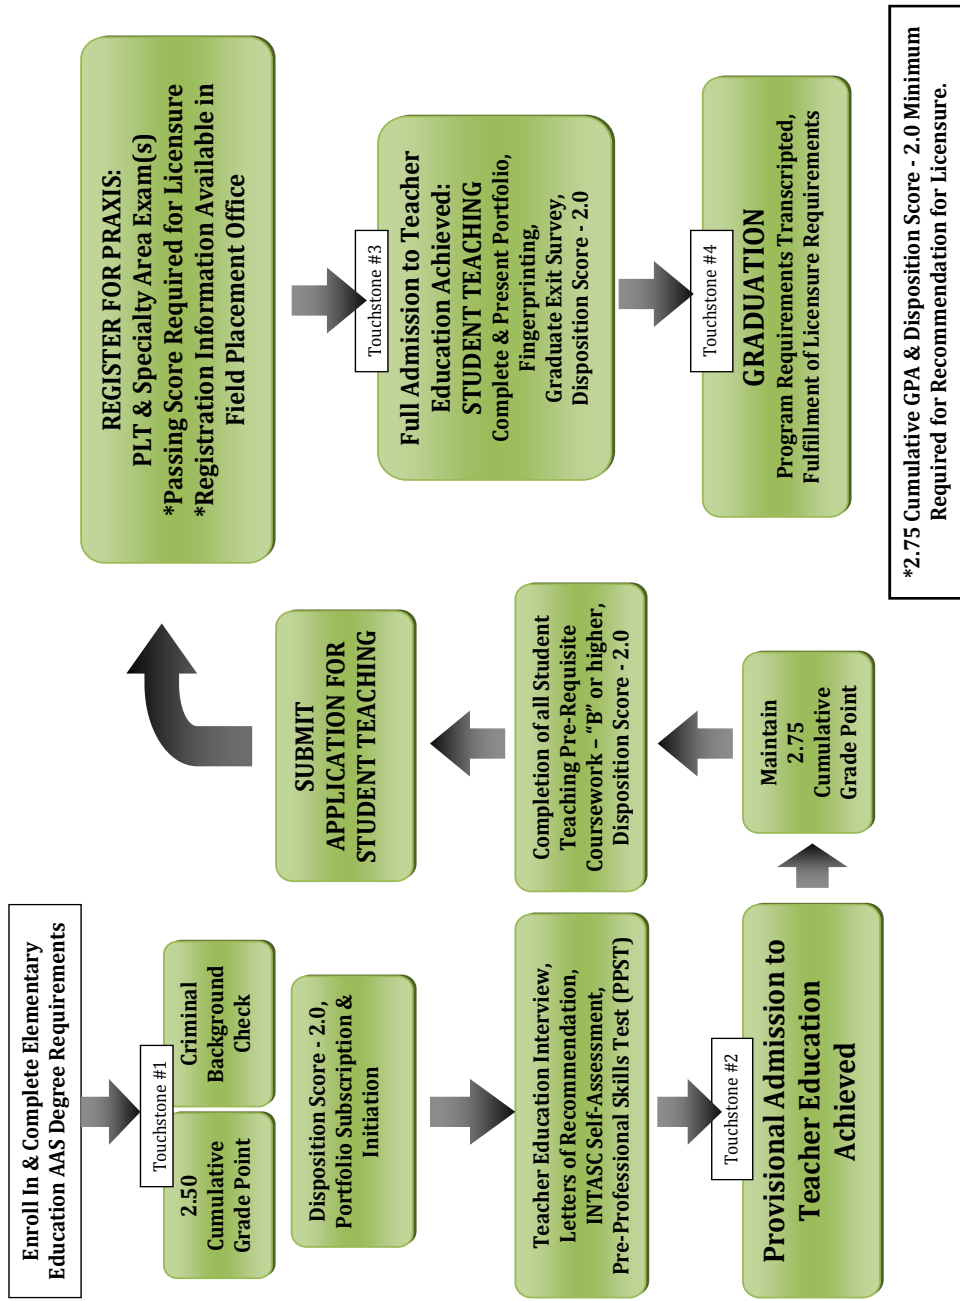 Enroll In & Complete Elementary
Education AAS Degree Requirements
Touchstone #1
2.50
Cumulative
Grade Point
Criminal
Background
Check
Disposition Score - 2.0,
Portfolio Subscription &
Initiation
Teacher Education Interview,
Letters of Recommendation,
INTASC Self-Assessment,
Pre-Professional Skills Test (PPST)
Touchstone #2
Provisional Admission to
Teacher Education
Achieved
Maintain
2.75
Cumulative
Grade Point
Completion of all Student
Teaching Pre-Requisite
Coursework – “B” or higher,
Disposition Score - 2.0
SUBMIT
APPLICATION FOR
STUDENT TEACHING
REGISTER FOR PRAXIS:
PLT & Specialty Area Exam(s)
*Passing Score Required for Licensure
*Registration Information Available in
Field Placement Office
Touchstone #3
Full Admission to Teacher
Education Achieved:
STUDENT TEACHING
Complete & Present Portfolio,
Fingerprinting,
Graduate Exit Survey,
Disposition Score - 2.0
Touchstone #4
GRADUATION
Program Requirements Transcripted,
Fulfillment of Licensure Requirements
*2.75 Cumulative GPA & Disposition Score - 2.0 Minimum
Required for Recommendation for Licensure.